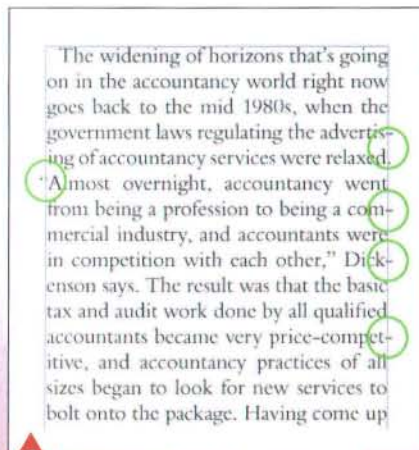 The widening of horizons that's going
on in the accountancy world right now
goes back to the mid 1980s, when the
government laws regulating the advertis-
ing of accountancy services were relaxed.
“Almost overnight, accountancy went
from being a profession to being a com-
mercial industry, and accountants were
in competition with each other,” Dick-
enson says. The result was that the basic
tax and audit work done by all qualified
accountants became very price-compet-
itive, and accountancy practices of all
sizes began to look for new services to
bolt onto the package. Having come up